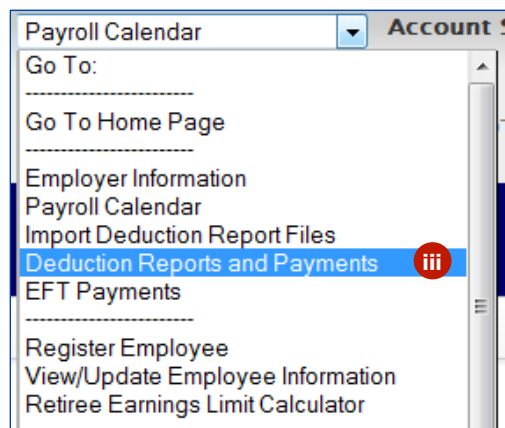 Payroll Calendar Account
Go To:
-------------------------
Go To Home Page
-------------------------
Employer Information
Payroll Calendar
Import Deduction Report Files
Deduction Reports and Payments iii
EFT Payments
-------------------------
Register Employee
View/Update Employee Information
Retiree Earnings Limit Calculator